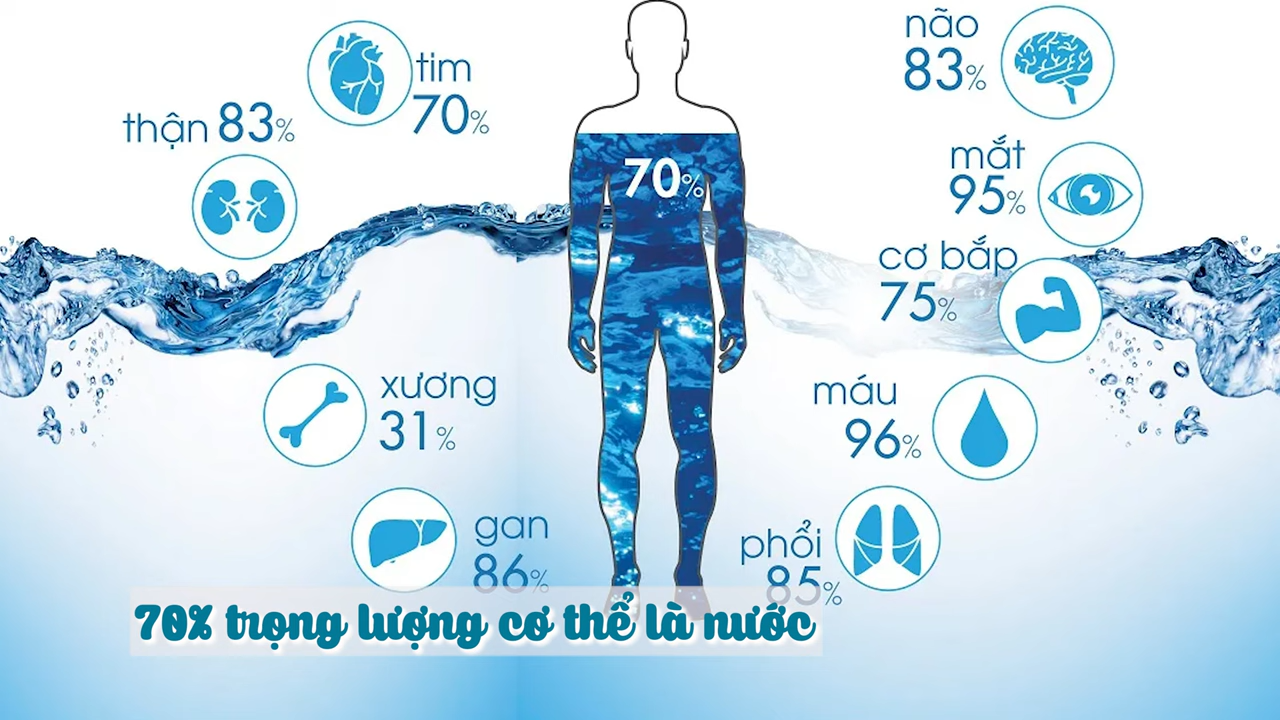 tim
70%
thận 83%
xương
31%
gan
86%
70%
não
83%
mắt
95%
cơ bắp
75%
máu
96%
phổi
85%
70% trọng lượng cơ thể là nước